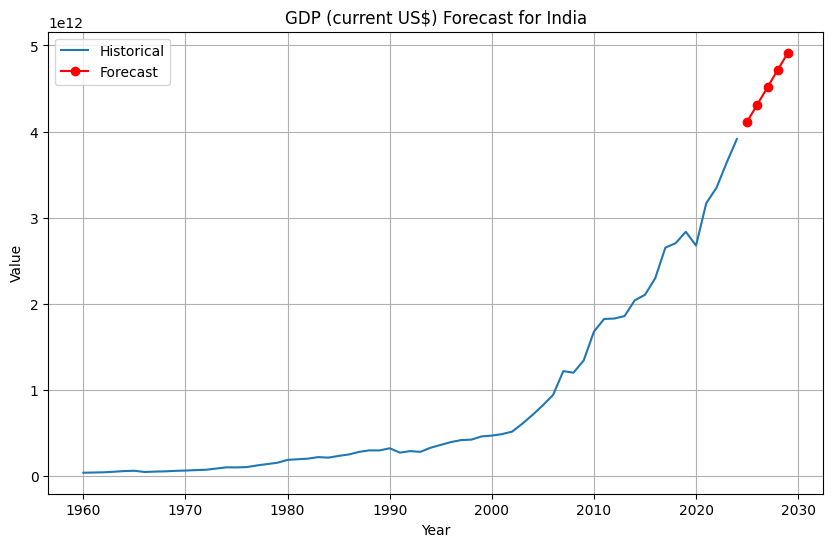 GDP (current US$) Forecast for India
1e12
Historical
Forecast
5
4
3
2
1
0
Value
1960 1970 1980 1990 2000 2010 2020 2030
Year